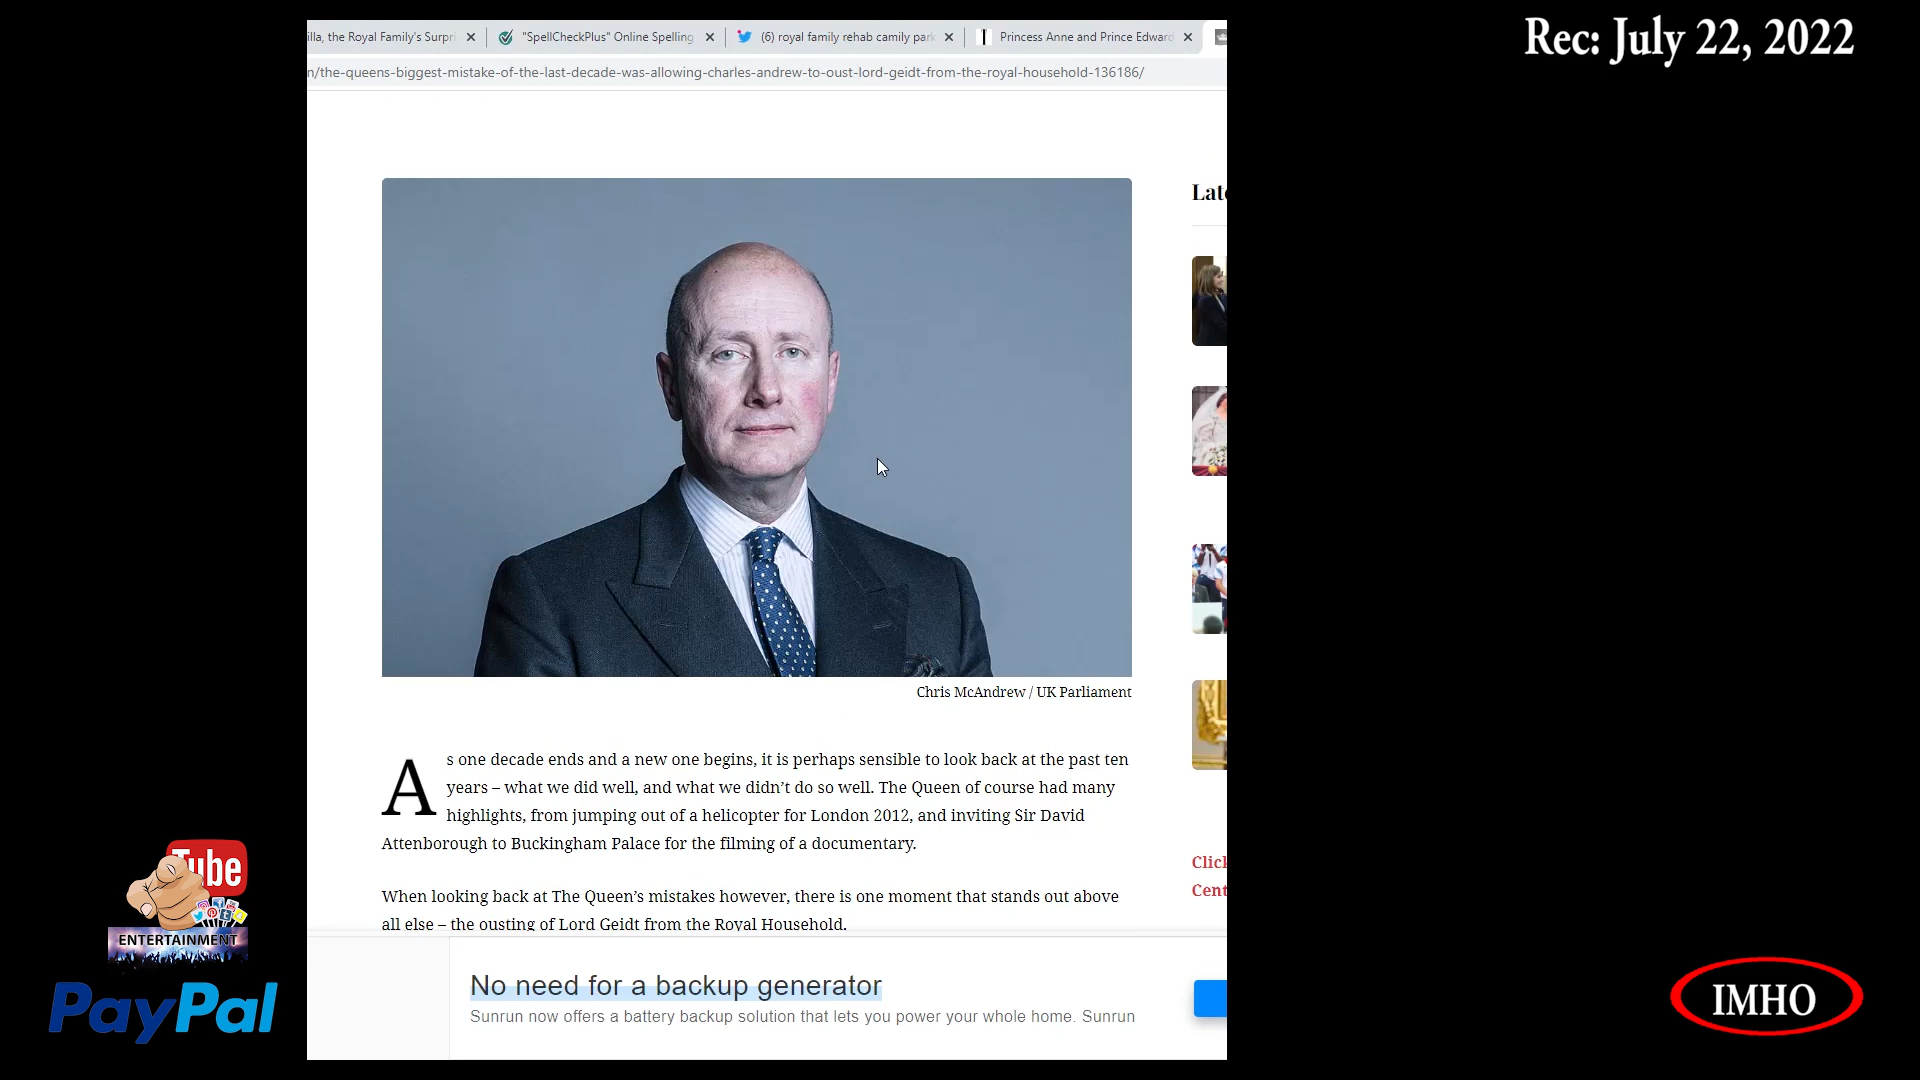 Rec: July 22, 2022
illa, the Royal Family's Surpri
"SpellCheckPlus" Online Spelling
(6) royal family rehab camily park
Princess Anne and Prince Edward
n/the-queens-biggest-mistake-of-the-last-decade-was-allowing-charles-andrew-to-oust-lord-geidt-from-the-royal-household-136186/
Late
Chris McAndrew / UK Parliament
As one decade ends and a new one begins, it is perhaps sensible to look back at the past ten
years – what we did well, and what we didn't do so well. The Queen of course had many
highlights, from jumping out of a helicopter for London 2012, and inviting Sir David
Attenborough to Buckingham Palace for the filming of a documentary.
When looking back at The Queen's mistakes however, there is one moment that stands out above
all else – the ousting of Lord Geidt from the Royal Household.
Click
Cent
No need for a backup generator
Sunrun now offers a battery backup solution that lets you power your whole home. Sunrun
Tube
ENTERTAINMENT
PayPal
IMHO